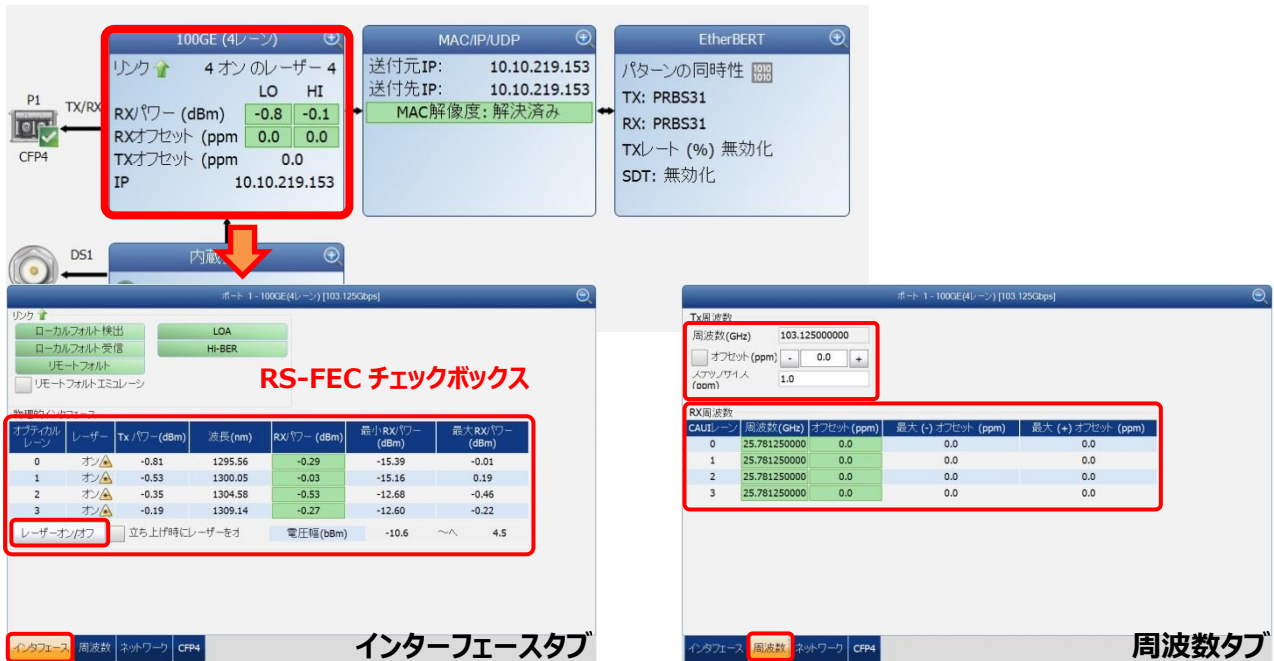 100GE (4レーン)
リンク 4 オン のレーザー 4
LO HI
RXパワー (dBm) -0.8 -0.1
RXオフセット (ppm 0.0 0.0
TXオフセット (ppm 0.0
IP 10.10.219.153
MAC/IP/UDP
送付元IP: 10.10.219.153
送付先IP: 10.10.219.153
MAC解像度: 解決済み
EtherBERT
パターンの同時性 1010 1010
TX: PRBS31
RX: PRBS31
TXレート (%) 無効化
SDT: 無効化
P1
TX/RX
CFP4
DS1
内蔵
ポート 1 - 100GE(4レーン) [103.125Gbps]
リンク
ローカルフォルト検出 LOA
ローカルフォルト受信 Hi-BER
リモートフォルト
リモートフォルトエミュレーシ
RS-FEC チェックボックス
物理的インタフェース
オプティカルレーン レーザー Tx パワー(dBm) 波長(nm) RXパワー (dBm) 最小RXパワー (dBm) 最大RXパワー (dBm)
0 オン -0.81 1295.56 -0.29 -15.39 -0.01
1 オン -0.53 1300.05 -0.03 -15.16 0.19
2 オン -0.35 1304.58 -0.53 -12.68 -0.46
3 オン -0.19 1309.14 -0.27 -12.60 -0.22
レーザーオン/オフ 立ち上げ時にレーザーをオ 電圧幅(bBm) -10.6 ～へ 4.5
インタフェース 周波数 ネットワーク CFP4
インターフェースタブ
ポート 1 - 100GE(4レーン) [103.125Gbps]
Tx周波数
周波数(GHz) 103.125000000
オフセット (ppm) - 0.0 +
ステップサイズ (ppm) 1.0
RX周波数
CAUIレーン 周波数(GHz) オフセット (ppm) 最大 (-) オフセット (ppm) 最大 (+) オフセット (ppm)
0 25.781250000 0.0 0.0 0.0
1 25.781250000 0.0 0.0 0.0
2 25.781250000 0.0 0.0 0.0
3 25.781250000 0.0 0.0 0.0
インタフェース 周波数 ネットワーク CFP4
周波数タブ